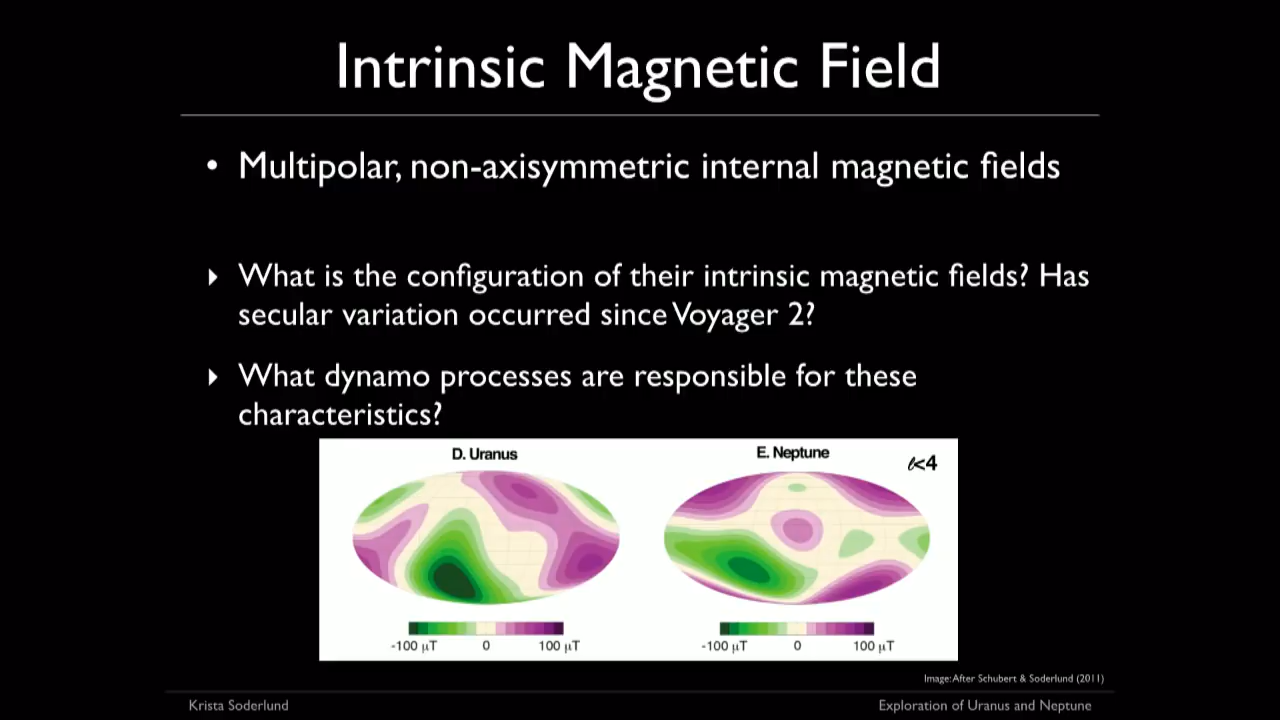 Intrinsic Magnetic Field
• Multipolar, non-axisymmetric internal magnetic fields
‣ What is the configuration of their intrinsic magnetic fields? Has
secular variation occurred since Voyager 2?
‣ What dynamo processes are responsible for these
characteristics?
D. Uranus
E. Neptune
ℓ<4
-100 µT 0 100 µT
-100 µT 0 100 µT
Image: After Schubert & Soderlund (2011)
Krista Soderlund
Exploration of Uranus and Neptune